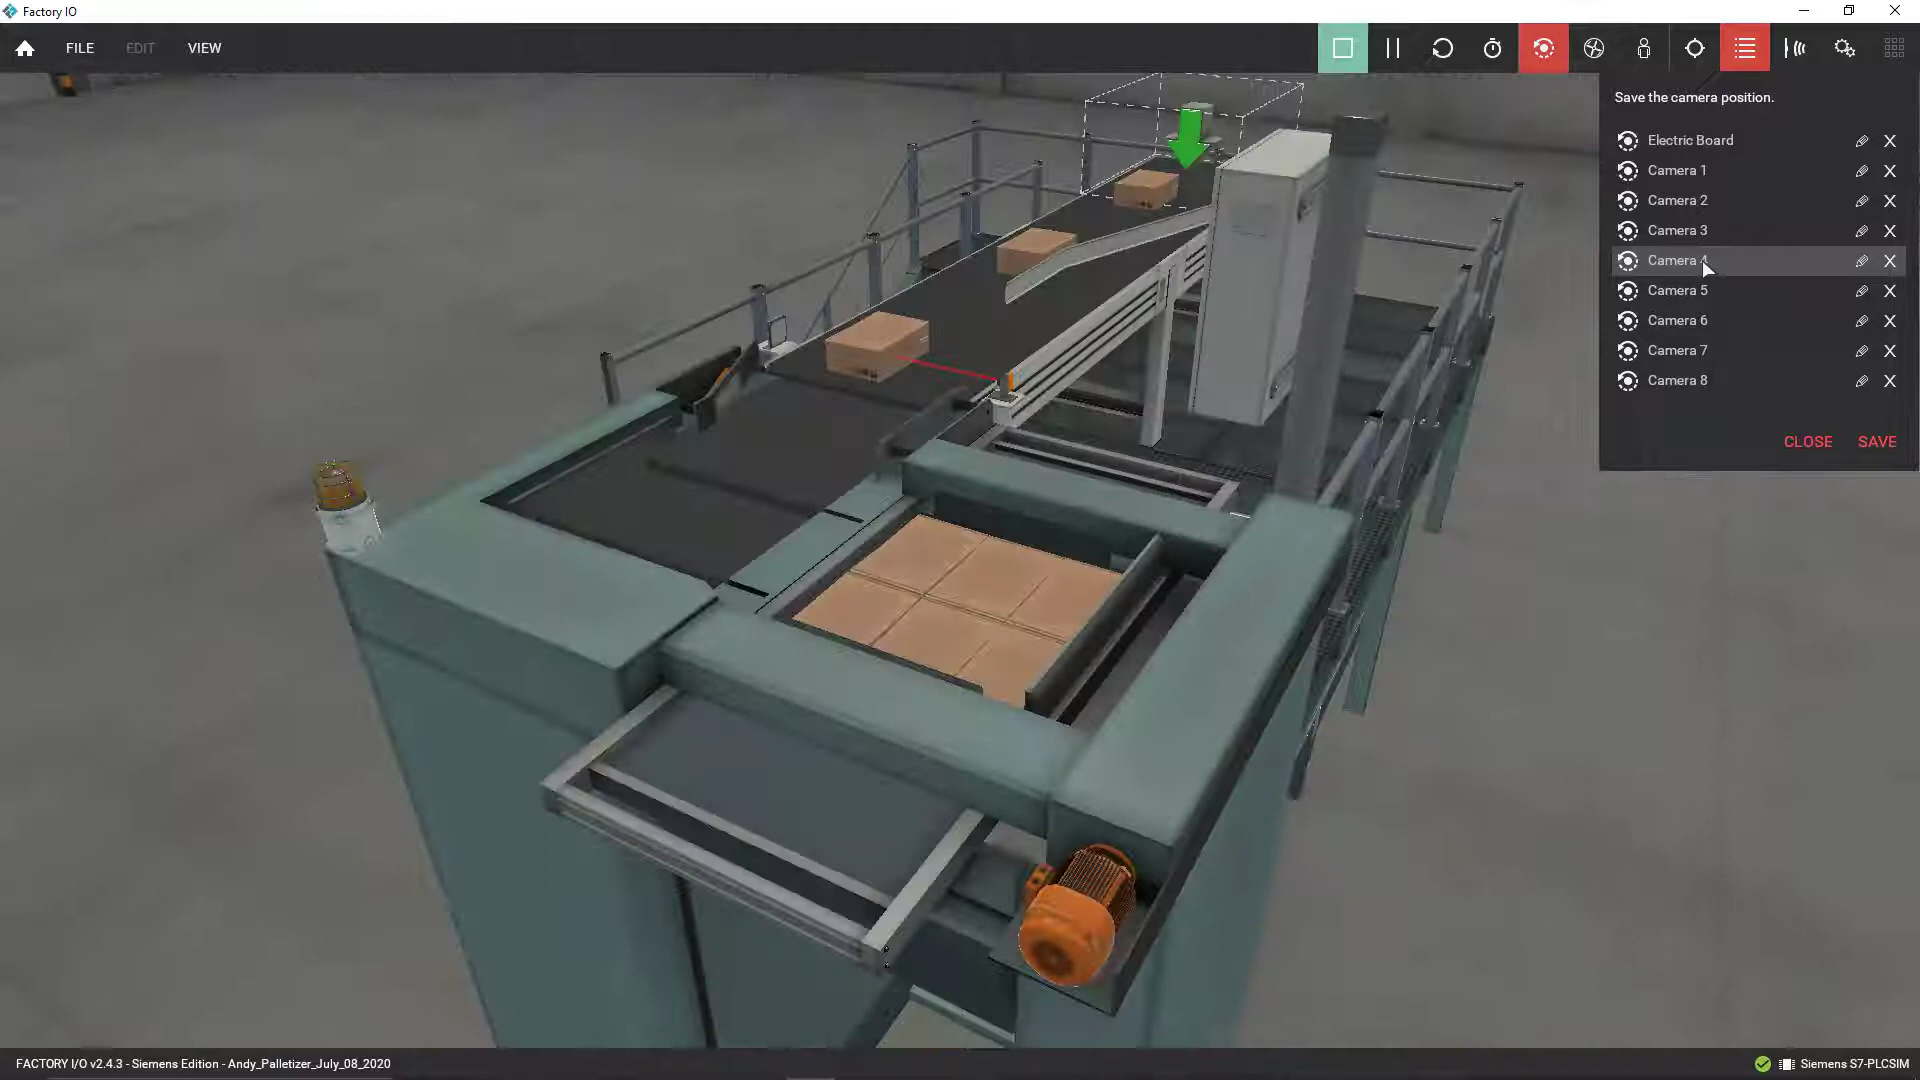 Factory IO
FILE EDIT VIEW
Save the camera position.
Electric Board
Camera 1
Camera 2
Camera 3
Camera 4
Camera 5
Camera 6
Camera 7
Camera 8
CLOSE SAVE
FACTORY I/O v2.4.3 - Siemens Edition - Andy_Palletizer_July_08_2020
Siemens S7-PLCSIM